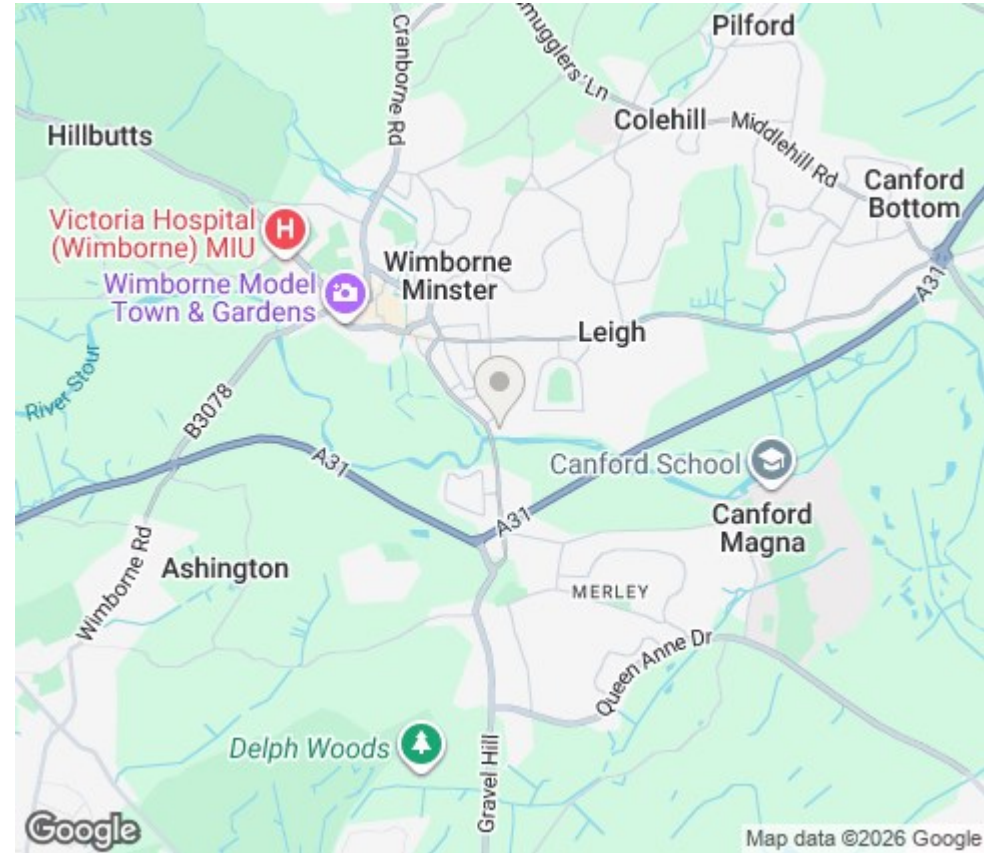 Pilford
Smugglers' Ln
Cranborne Rd
Colehill
Middlehill Rd
Hillbutts
Canford
Bottom
Victoria Hospital
(Wimborne) MIU
H
Wimborne
Minster
Wimborne Model
Town & Gardens
A31
Leigh
River Stour
B3078
A31
Canford School
A31
Canford
Magna
Ashington
Wimborne Rd
MERLEY
Queen Anne Dr
Delph Woods
Gravel Hill
Google
Map data ©2026 Google